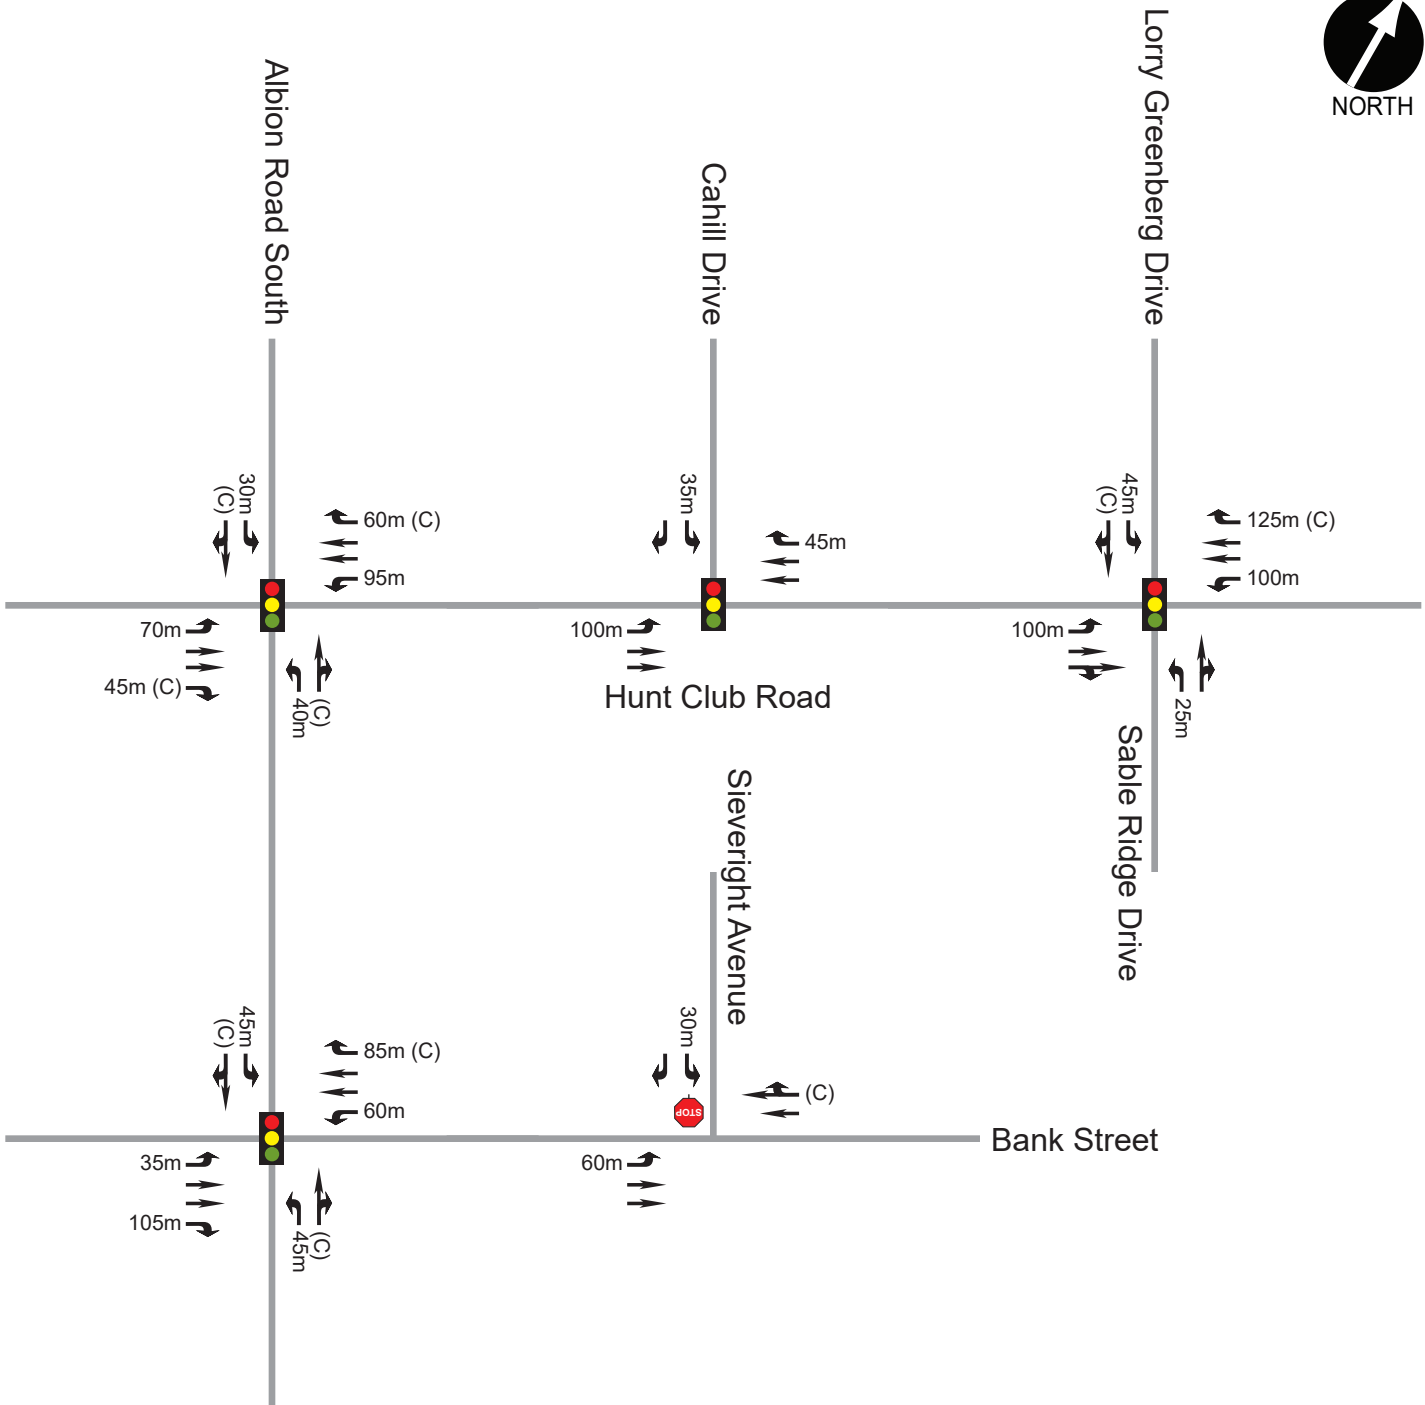 NORTH
Albion Road South
Cahill Drive
Lorry Greenberg Drive
30m
(C)
60m (C)
95m
70m
45m (C)
40m
(C)
35m
45m
100m
Hunt Club Road
45m
(C)
125m (C)
100m
100m
25m
Sable Ridge Drive
Sieveright Avenue
45m
(C)
85m (C)
60m
35m
105m
45m
(C)
30m
STOP
(C)
60m
Bank Street